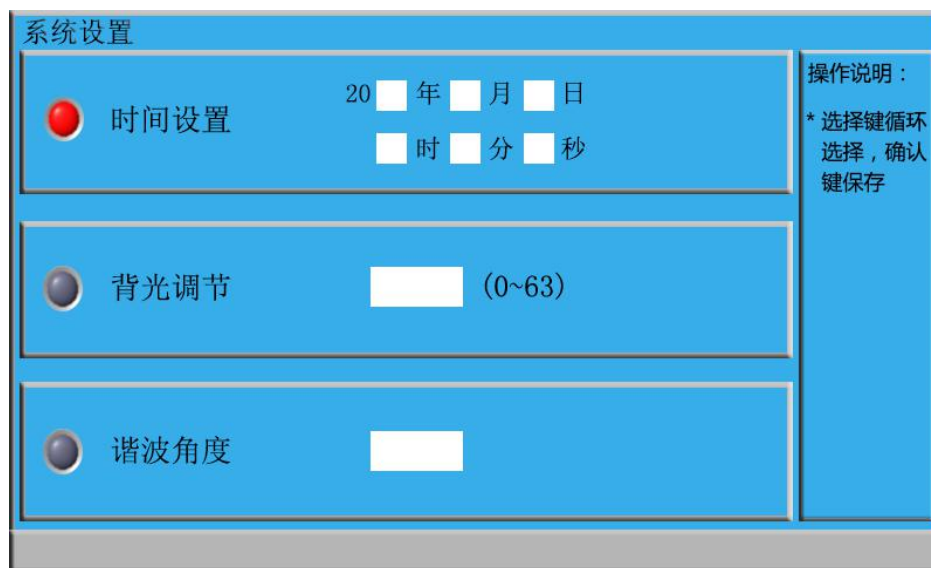 系统设置
时间设置
20 年 月 日
时 分 秒
背光调节 (0~63)
谐波角度
操作说明：
* 选择键循环
选择，确认
键保存